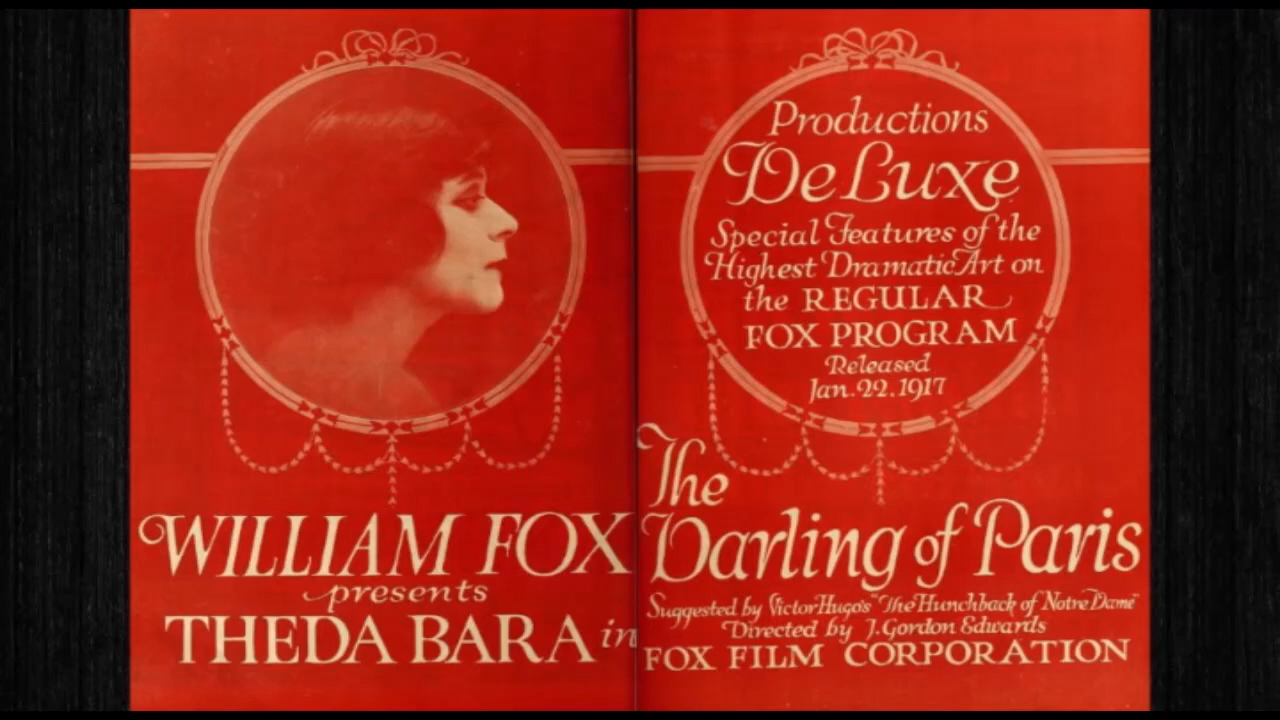 WILLIAM FOX
presents
THEDA BARA in
Productions
De Luxe
Special Features of the
Highest Dramatic Art on
the REGULAR
FOX PROGRAM
Released
Jan. 22. 1917
The
Darling of Paris
Suggested by Victor Hugo's "The Hunchback of Notre Dame"
Directed by J. Gordon Edwards
FOX FILM CORPORATION